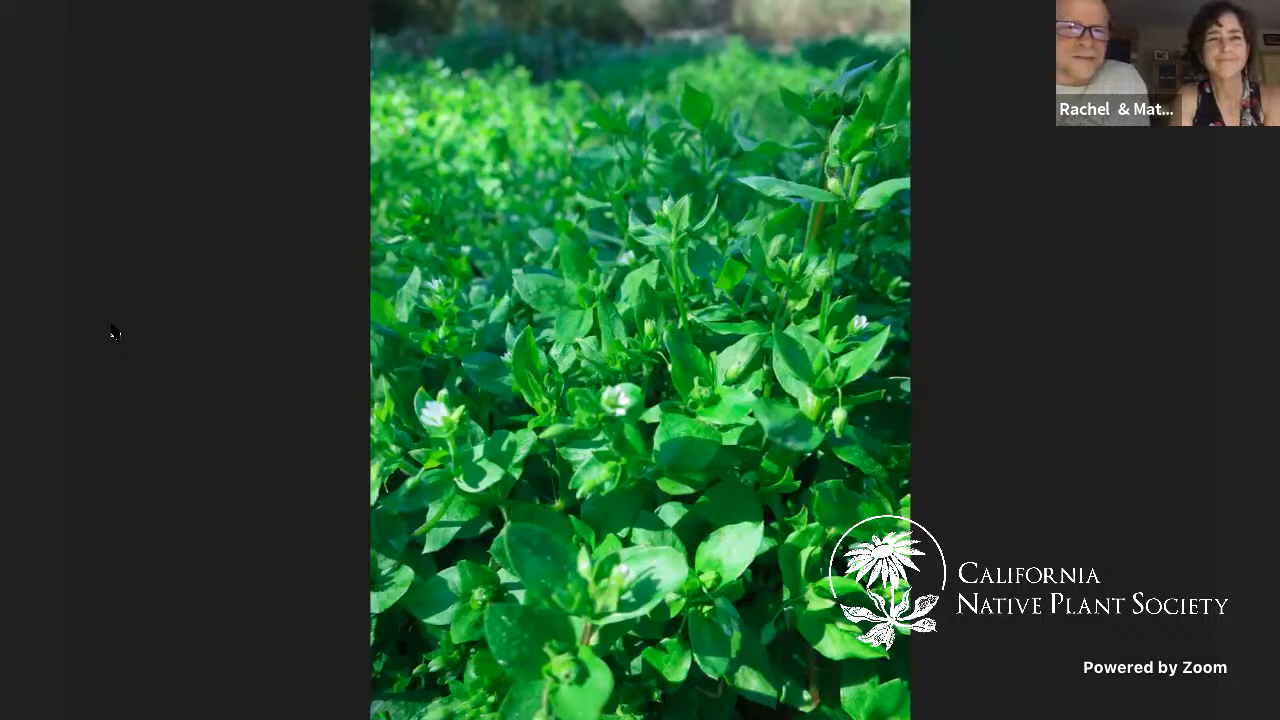 Rachel & Mat...
CALIFORNIA
NATIVE PLANT SOCIETY
Powered by Zoom